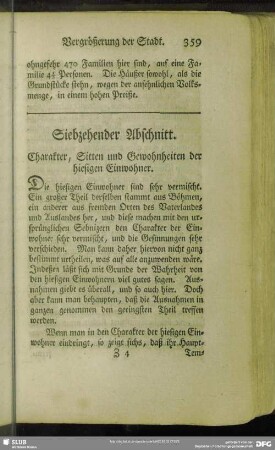 Vergrößerung der Stadt. 359
ohngefehr 470 Familien hier sind, auf eine Fa-
milie 4½ Personen. Die Häußer sowohl, als die
Grundstücke stehn, wegen der ansehnlichen Volks-
menge, in einem hohen Preiße.
Siebzehender Abschnitt.
Charakter, Sitten und Gewohnheiten der
hiesigen Einwohner.
Die hiesigen Einwohner sind sehr vermischt.
Ein großer Theil derselben stammt aus Böhmen,
ein anderer aus fremden Orten des Vaterlandes
und Auslandes her, und diese machen mit den ur-
sprünglichen Sebnizern den Charakter der Ein-
wohner sehr vermischt, und die Gesinnungen sehr
verschieden. Man kann daher hiervon nicht ganz
bestimmt urtheilen, was auf alle anzuwenden wäre.
Indeßen läßt sich mit Grunde der Wahrheit von
den hiesigen Einwohnern viel gutes sagen. Aus-
nahmen giebt es überall, und so auch hier. Doch
aber kann man behaupten, daß die Ausnahmen in
ganzen genommen den geringsten Theil treffen
werden.
Wenn man in den Charakter der hiesigen Ein-
wohner eindringt, so zeigt sichs, daß ihr Haupt-
Z 4 Tem-
SLUB
DFG